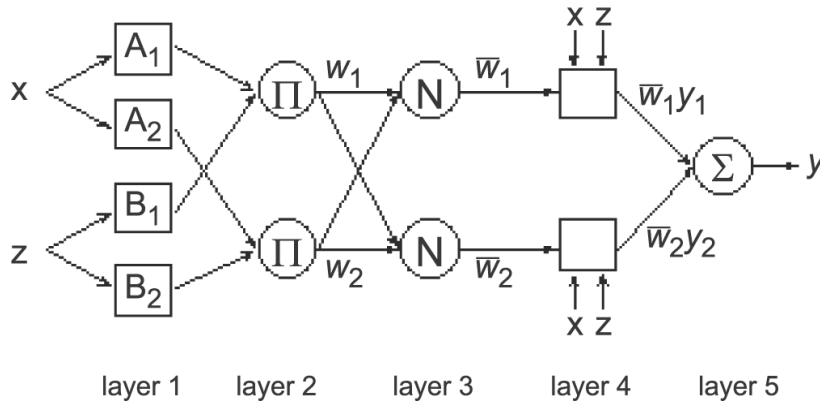 x z
A₁ w₁ w̅₁
Π N w̅₁y₁
x A₂
Σ y
B₁
z Π N w̅₂y₂
B₂ w₂ w̅₂
x z
layer 1 layer 2 layer 3 layer 4 layer 5